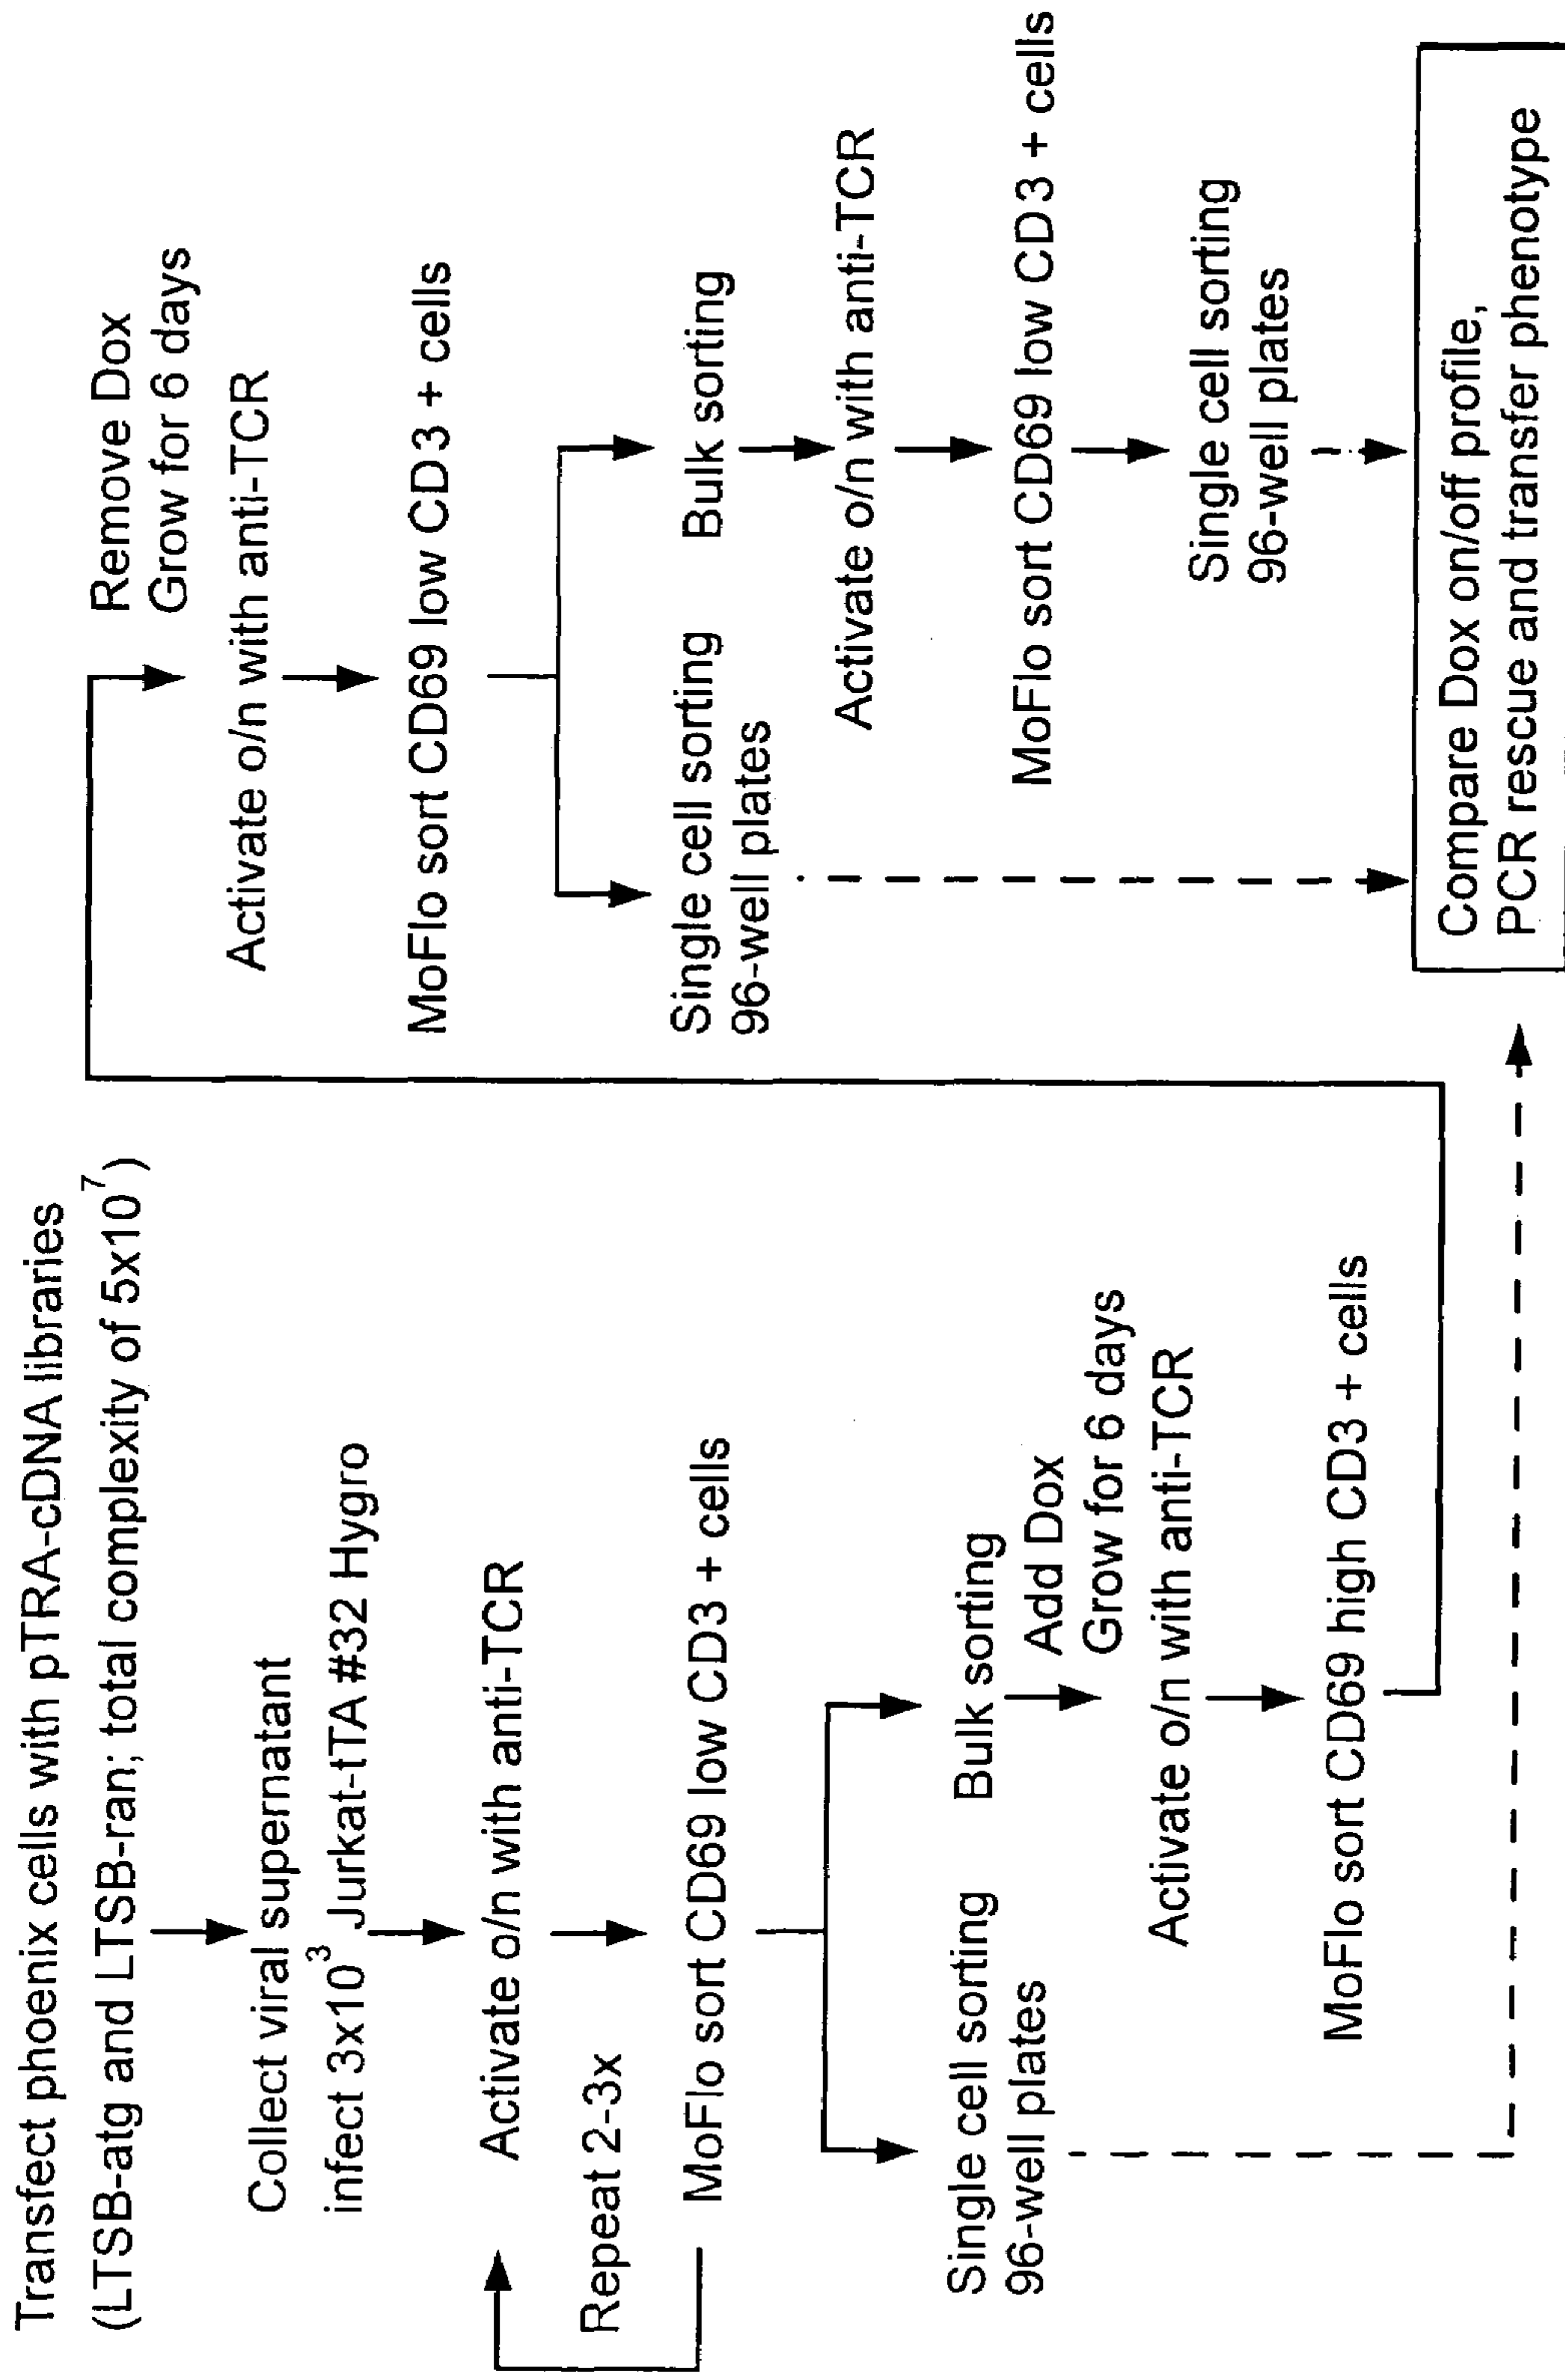 Transfect phoenix cells with pTRA-cDNA libraries
(LTSB-atg and LTSB-ran; total complexity of 5x10⁷)
Collect viral supernatant
infect 3x10³ Jurkat-tTA #32 Hygro
Activate o/n with anti-TCR
Repeat 2-3x
MoFlo sort CD69 low CD3 + cells
Single cell sorting
96-well plates
Bulk sorting
Add Dox
Grow for 6 days
Activate o/n with anti-TCR
MoFlo sort CD69 high CD3 + cells
Remove Dox
Grow for 6 days
Activate o/n with anti-TCR
MoFlo sort CD69 low CD3 + cells
Single cell sorting
96-well plates
Bulk sorting
Activate o/n with anti-TCR
MoFlo sort CD69 low CD3 + cells
Single cell sorting
96-well plates
Compare Dox on/off profile,
PCR rescue and transfer phenotype